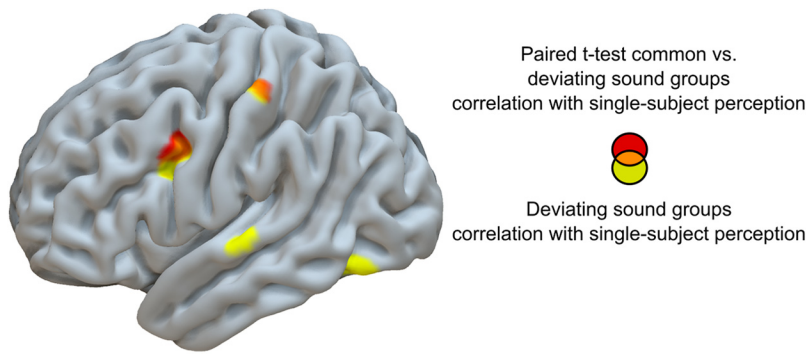 Paired t-test common vs.
deviating sound groups
correlation with single-subject perception
Deviating sound groups
correlation with single-subject perception